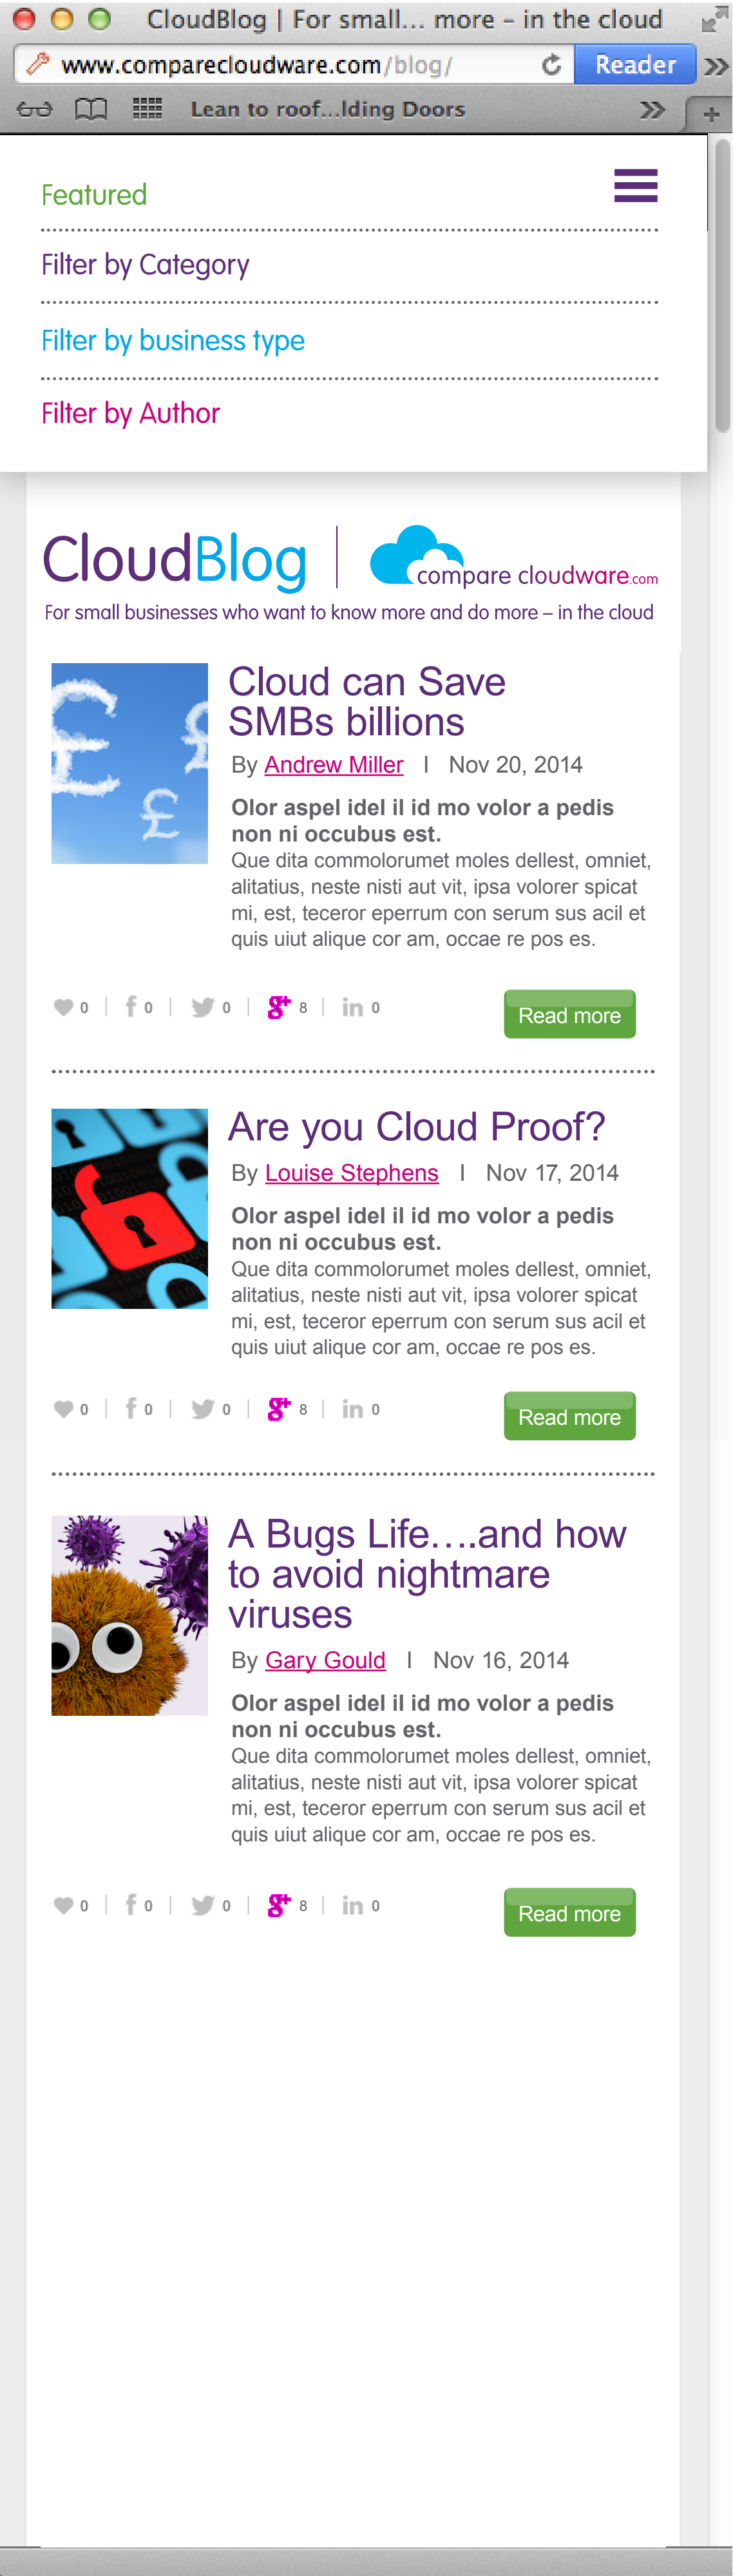 CloudBlog | For small... more – in the cloud
www.comparecloudware.com/blog/
Reader
Lean to roof...lding Doors
Featured
Filter by Category
Filter by business type
Filter by Author
CloudBlog | compare cloudware.com
For small businesses who want to know more and do more – in the cloud
Cloud can Save
SMBs billions
By Andrew Miller I Nov 20, 2014
Olor aspel idel il id mo volor a pedis
non ni occubus est.
Que dita commolorumet moles dellest, omniet,
alitatius, neste nisti aut vit, ipsa volorer spicat
mi, est, teceror eperrum con serum sus acil et
quis uiut alique cor am, occae re pos es.
0 | f 0 | 0 | g+ 8 | in 0
Read more
Are you Cloud Proof?
By Louise Stephens I Nov 17, 2014
Olor aspel idel il id mo volor a pedis
non ni occubus est.
Que dita commolorumet moles dellest, omniet,
alitatius, neste nisti aut vit, ipsa volorer spicat
mi, est, teceror eperrum con serum sus acil et
quis uiut alique cor am, occae re pos es.
0 | f 0 | 0 | g+ 8 | in 0
Read more
A Bugs Life....and how
to avoid nightmare
viruses
By Gary Gould I Nov 16, 2014
Olor aspel idel il id mo volor a pedis
non ni occubus est.
Que dita commolorumet moles dellest, omniet,
alitatius, neste nisti aut vit, ipsa volorer spicat
mi, est, teceror eperrum con serum sus acil et
quis uiut alique cor am, occae re pos es.
0 | f 0 | 0 | g+ 8 | in 0
Read more